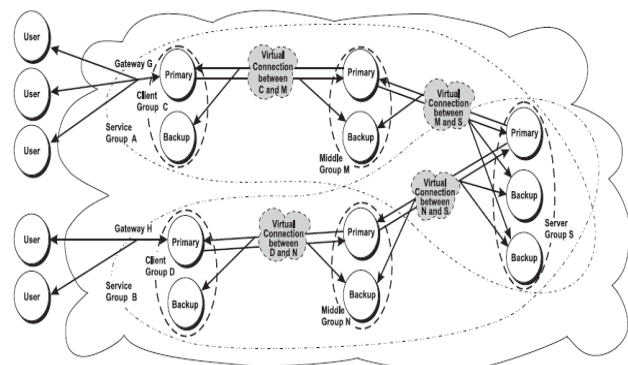 User
User
User
Gateway G
Client
Group C
Service
Group A
Primary
Backup
Virtual
Connection
between
C and M
Primary
Backup
Middle
Group M
Virtual
Connection
between
M and S
Primary
Backup
Backup
Server
Group S
Virtual
Connection
between
N and S
User
User
Gateway H
Client
Group D
Service
Group B
Primary
Backup
Virtual
Connection
between
D and N
Primary
Backup
Middle
Group N